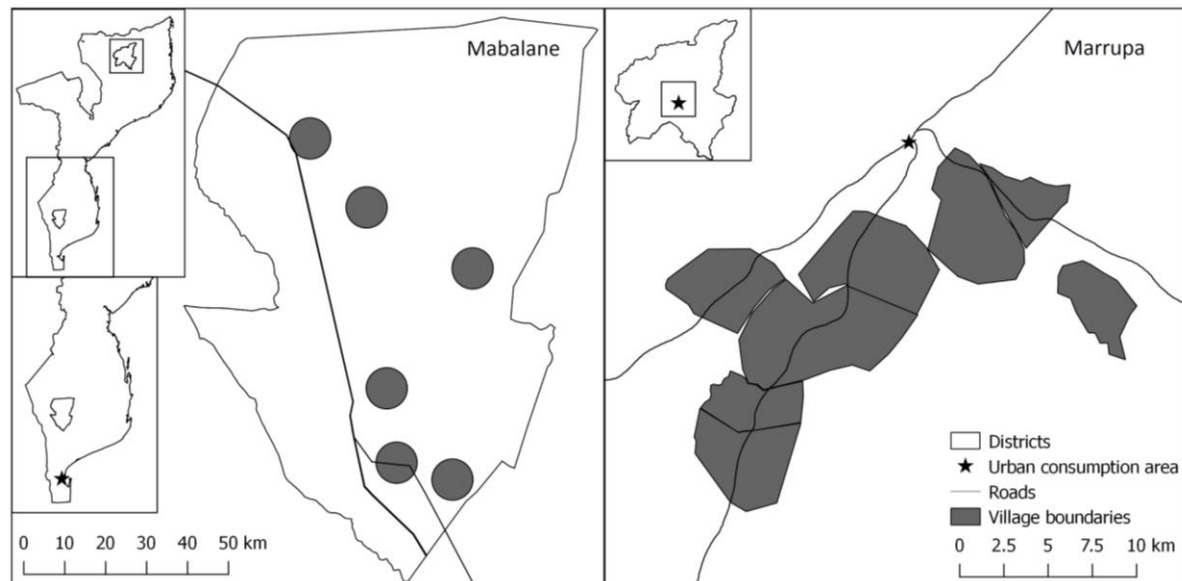 Mabalane
Marrupa
Districts
Urban consumption area
Roads
Village boundaries
0 10 20 30 40 50 km
0 2.5 5 7.5 10 km